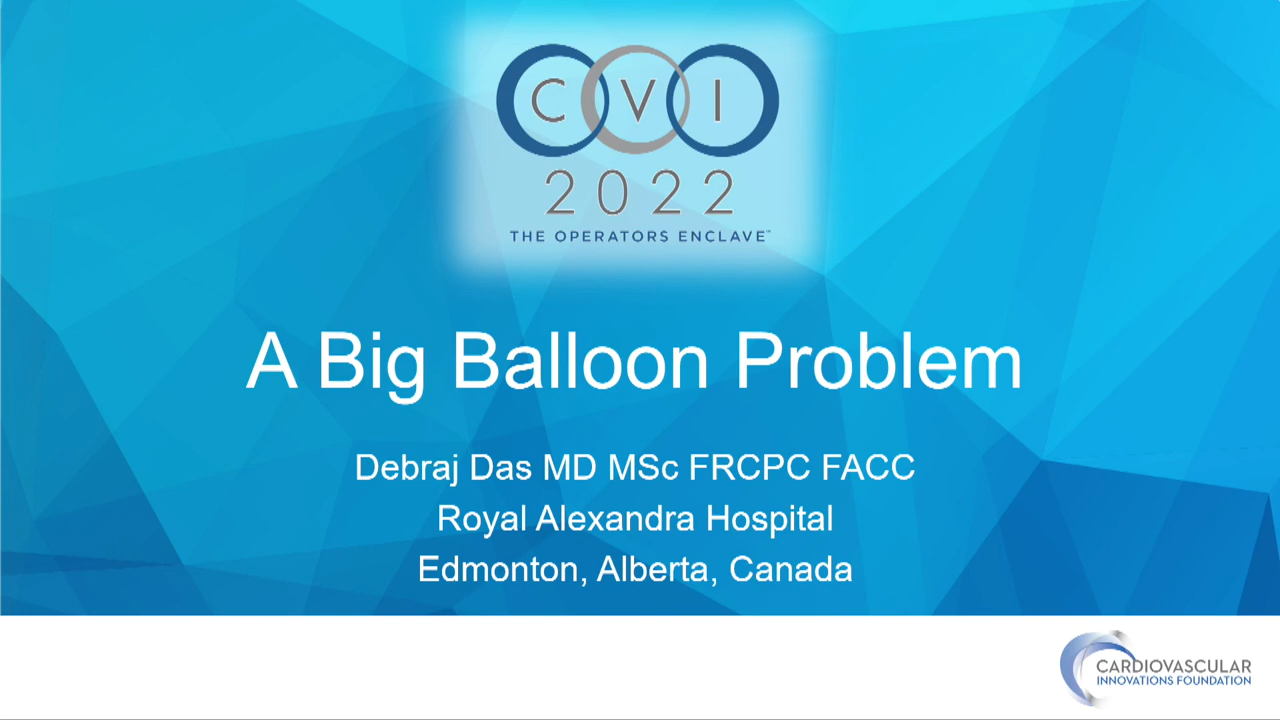 CVI
2022
THE OPERATORS ENCLAVE™
A Big Balloon Problem
Debraj Das MD MSc FRCPC FACC
Royal Alexandra Hospital
Edmonton, Alberta, Canada
CARDIOVASCULAR
INNOVATIONS FOUNDATION